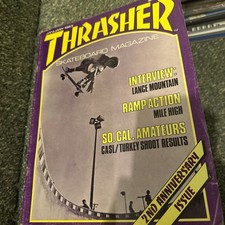 THRASHER
SKATEBOARD MAGAZINE
INTERVIEW:
LANCE MOUNTAIN
RAMP ACTION
MILE HIGH
SO CAL AMATEURS
CASL/TURKEY SHOOT RESULTS
2ND ANNIVERSARY
ISSUE